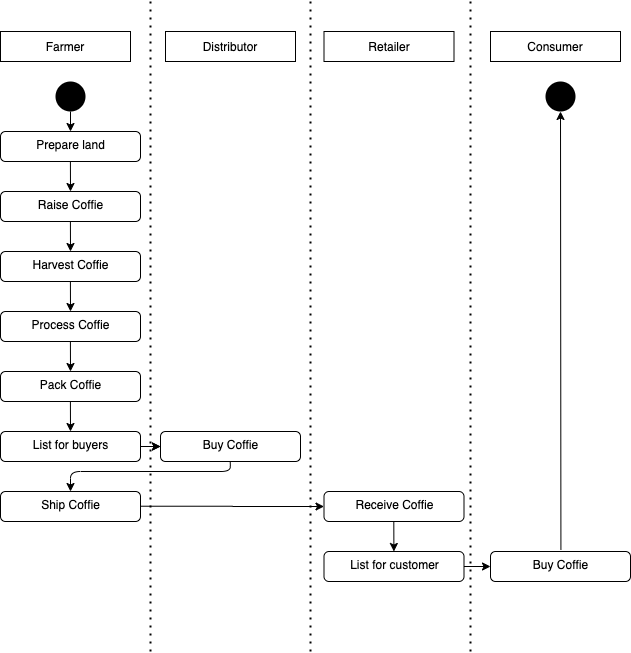 Farmer
Distributor
Retailer
Consumer
Prepare land
Raise Coffie
Harvest Coffie
Process Coffie
Pack Coffie
List for buyers
Buy Coffie
Ship Coffie
Receive Coffie
List for customer
Buy Coffie